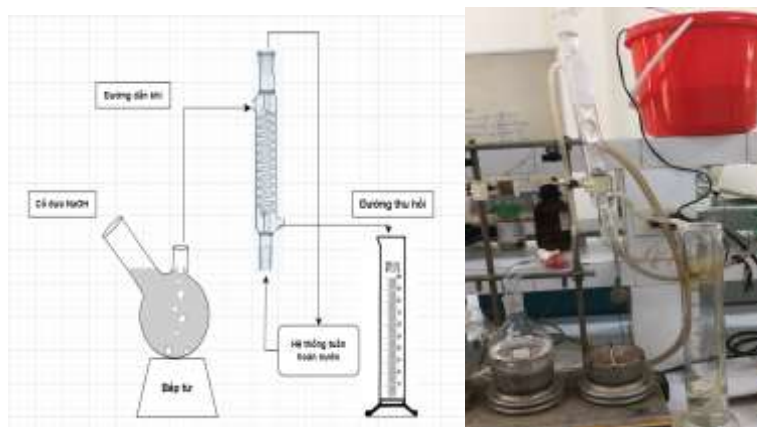 Đường dẫn khí
Cổ đưa NaOH
Đường thu hồi
Hệ thống tuần
hoàn nước
Bếp từ